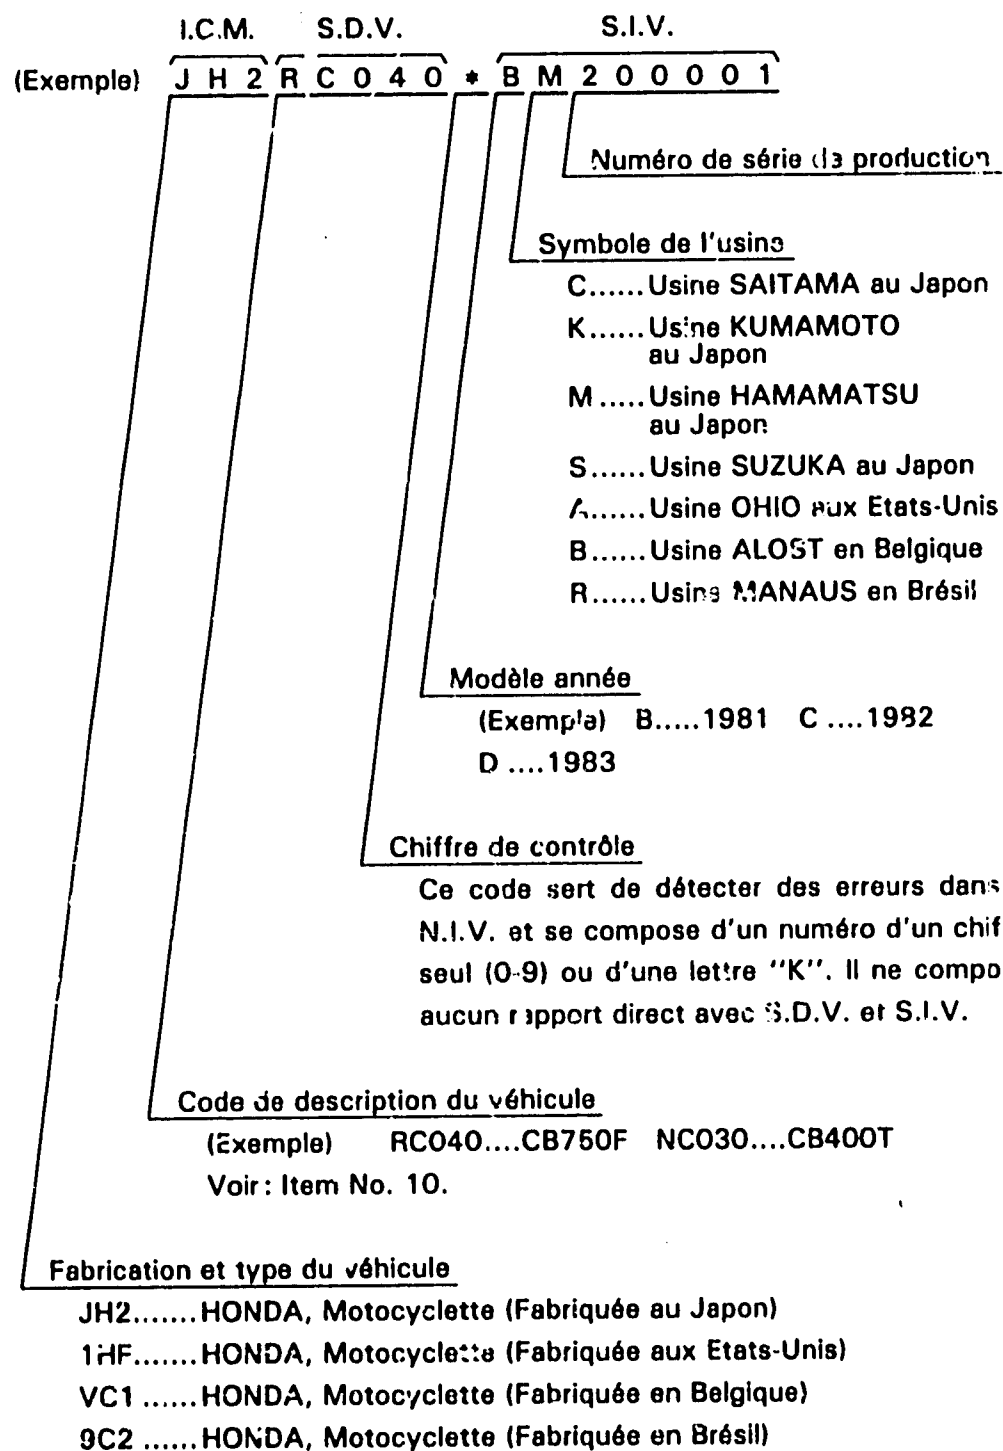 I.C.M. S.D.V. S.I.V.
(Exemple) J H 2 R C 0 4 0 * B M 2 0 0 0 0 1
Numéro de série de production
Symbole de l'usine
C......Usine SAITAMA au Japon
K......Usine KUMAMOTO
au Japon
M.....Usine HAMAMATSU
au Japon
S......Usine SUZUKA au Japon
A......Usine OHIO aux Etats-Unis
B......Usine ALOST en Belgique
R......Usine MANAUS en Brésil
Modèle année
(Exemple) B.....1981 C ....1982
D ....1983
Chiffre de contrôle
Ce code sert de détecter des erreurs dans
N.I.V. et se compose d'un numéro d'un chif
seul (0-9) ou d'une lettre "K". Il ne compo
aucun rapport direct avec S.D.V. et S.I.V.
Code de description du véhicule
(Exemple) RC040....CB750F NC030....CB400T
Voir: Item No. 10.
Fabrication et type du véhicule
JH2.......HONDA, Motocyclette (Fabriquée au Japon)
1HF.......HONDA, Motocyclette (Fabriquée aux Etats-Unis)
VC1 ......HONDA, Motocyclette (Fabriquée en Belgique)
9C2 ......HONDA, Motocyclette (Fabriquée en Brésil)